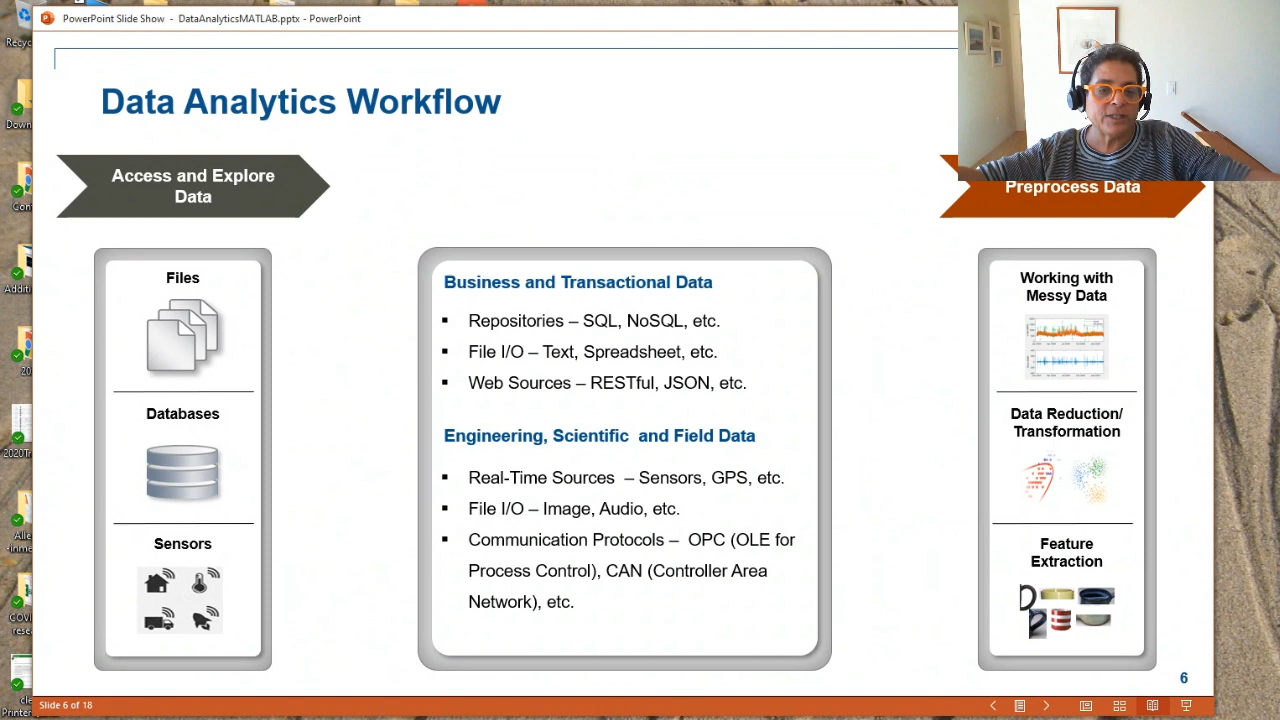 PowerPoint Slide Show - DataAnalyticsMATLAB.pptx - PowerPoint
Data Analytics Workflow
Access and Explore
Data
Preprocess Data
Files
Databases
Sensors
Business and Transactional Data
▪ Repositories – SQL, NoSQL, etc.
▪ File I/O – Text, Spreadsheet, etc.
▪ Web Sources – RESTful, JSON, etc.
Engineering, Scientific and Field Data
▪ Real-Time Sources – Sensors, GPS, etc.
▪ File I/O – Image, Audio, etc.
▪ Communication Protocols – OPC (OLE for
Process Control), CAN (Controller Area
Network), etc.
Working with
Messy Data
Data Reduction/
Transformation
Feature
Extraction
6
Slide 6 of 18